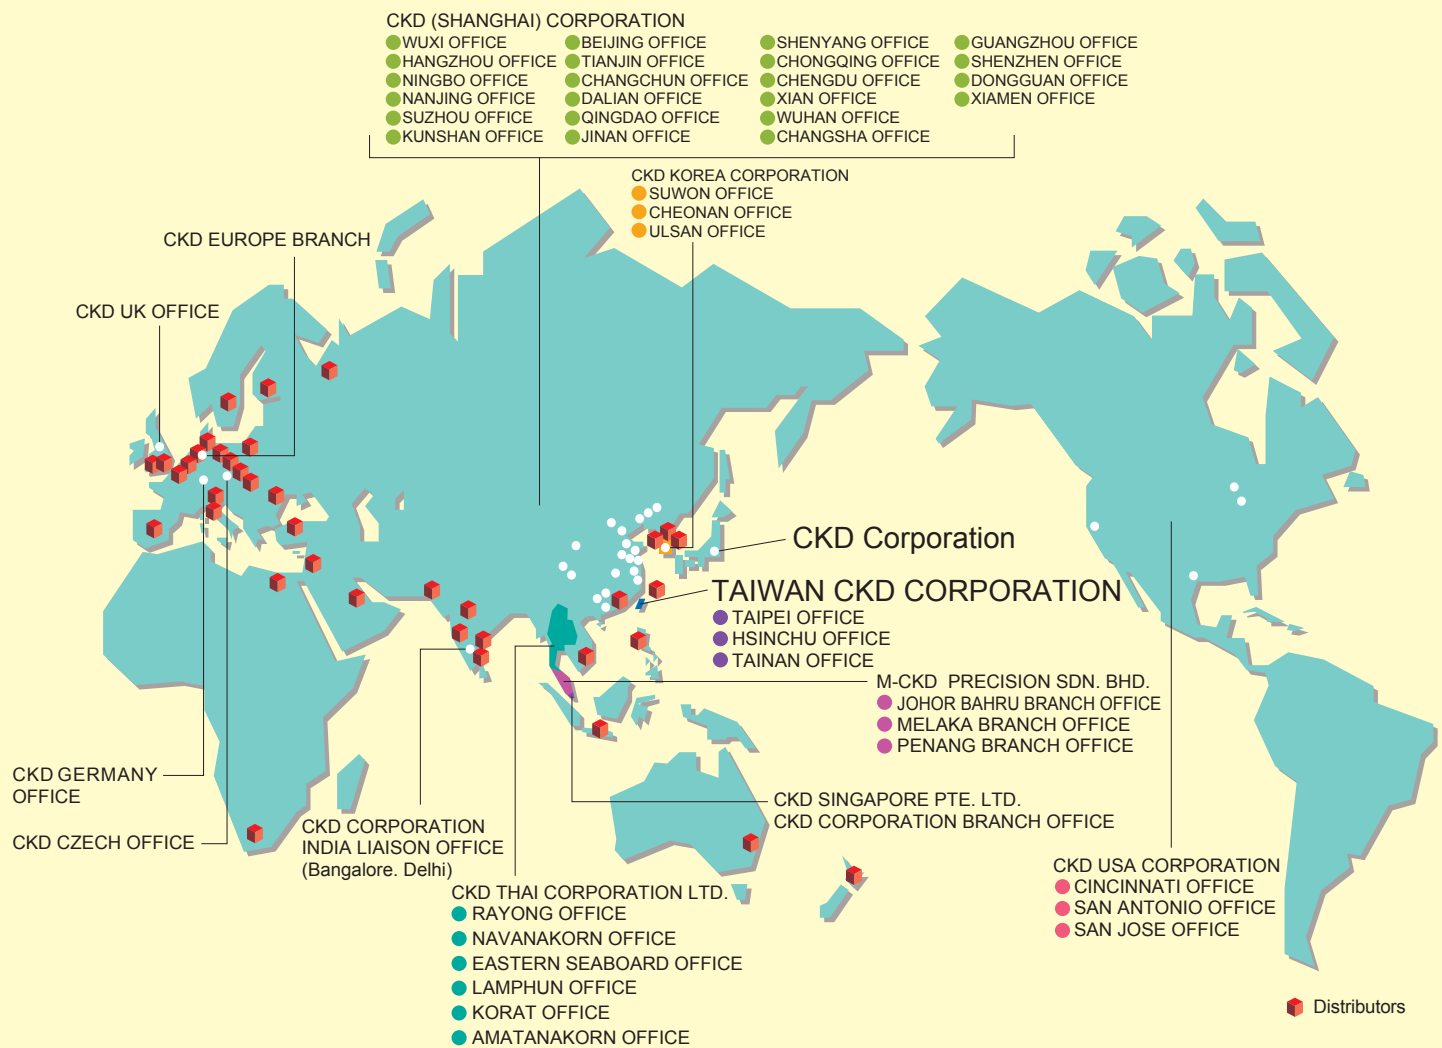 CKD (SHANGHAI) CORPORATION
WUXI OFFICE
HANGZHOU OFFICE
NINGBO OFFICE
NANJING OFFICE
SUZHOU OFFICE
KUNSHAN OFFICE
BEIJING OFFICE
TIANJIN OFFICE
CHANGCHUN OFFICE
DALIAN OFFICE
QINGDAO OFFICE
JINAN OFFICE
SHENYANG OFFICE
CHONGQING OFFICE
CHENGDU OFFICE
XIAN OFFICE
WUHAN OFFICE
CHANGSHA OFFICE
GUANGZHOU OFFICE
SHENZHEN OFFICE
DONGGUAN OFFICE
XIAMEN OFFICE
CKD KOREA CORPORATION
SUWON OFFICE
CHEONAN OFFICE
ULSAN OFFICE
CKD EUROPE BRANCH
CKD UK OFFICE
CKD Corporation
TAIWAN CKD CORPORATION
TAIPEI OFFICE
HSINCHU OFFICE
TAINAN OFFICE
M-CKD PRECISION SDN. BHD.
JOHOR BAHRU BRANCH OFFICE
MELAKA BRANCH OFFICE
PENANG BRANCH OFFICE
CKD GERMANY
OFFICE
CKD CZECH OFFICE
CKD CORPORATION
INDIA LIAISON OFFICE
(Bangalore. Delhi)
CKD SINGAPORE PTE. LTD.
CKD CORPORATION BRANCH OFFICE
CKD THAI CORPORATION LTD.
RAYONG OFFICE
NAVANAKORN OFFICE
EASTERN SEABOARD OFFICE
LAMPHUN OFFICE
KORAT OFFICE
AMATANAKORN OFFICE
CKD USA CORPORATION
CINCINNATI OFFICE
SAN ANTONIO OFFICE
SAN JOSE OFFICE
Distributors